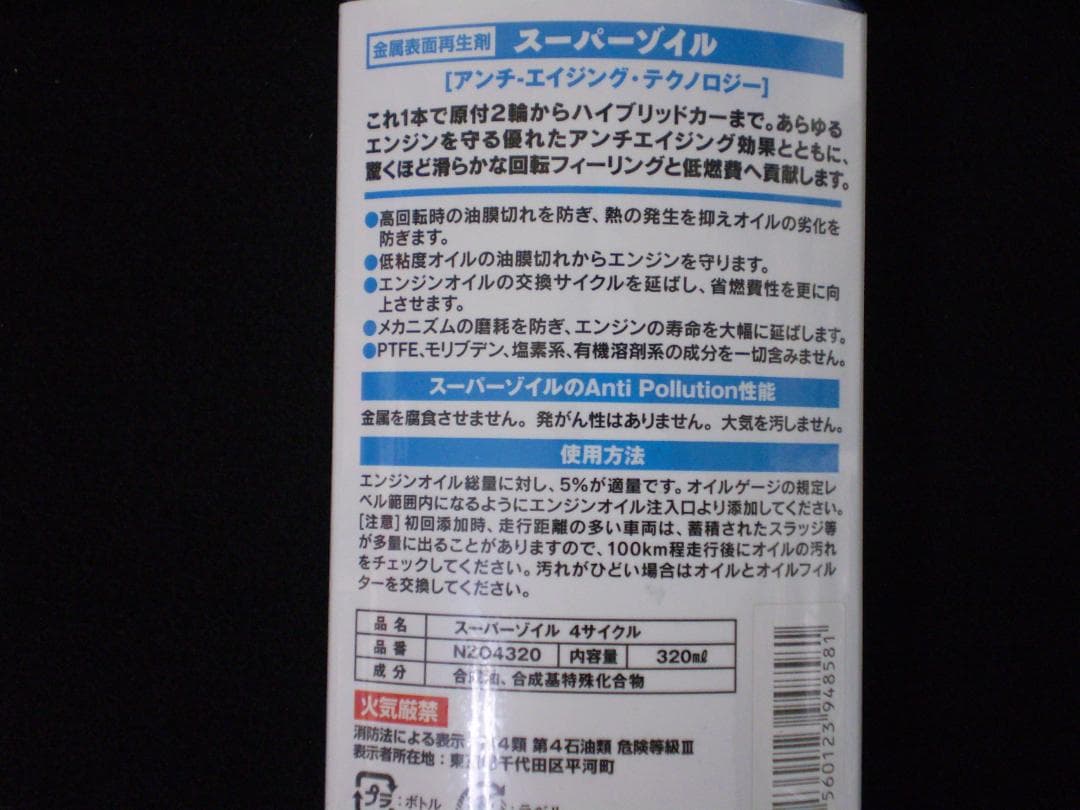 金属表面再生剤 スーパーゾイル
[アンチ-エイジング・テクノロジー]
これ1本で原付2輪からハイブリッドカーまで。あらゆる
エンジンを守る優れたアンチエイジング効果とともに、
驚くほど滑らかな回転フィーリングと低燃費へ貢献します。
●高回転時の油膜切れを防ぎ、熱の発生を抑えオイルの劣化を
防ぎます。
●低粘度オイルの油膜切れからエンジンを守ります。
●エンジンオイルの交換サイクルを延ばし、省燃費性を更に向
上させます。
●メカニズムの磨耗を防ぎ、エンジンの寿命を大幅に延ばします。
●PTFE、モリブデン、塩素系、有機溶剤系の成分を一切含みません。
スーパーゾイルのAnti Pollution性能
金属を腐食させません。発がん性はありません。大気を汚しません。
使用方法
エンジンオイル総量に対し、5%が適量です。オイルゲージの規定レ
ベル範囲内になるようにエンジンオイル注入口より添加してください。
[注意]初回添加時、走行距離の多い車両は、蓄積されたスラッジ等
が多量に出ることがありますので、100km程走行後にオイルの汚れ
をチェックしてください。汚れがひどい場合はオイルとオイルフィル
ターを交換してください。
品名 スーパーゾイル 4サイクル
品番 NZO4320 内容量 320㎖
成分 合成油、合成基特殊化合物
火気厳禁
消防法による表示 4類 第4石油類 危険等級Ⅲ
表示者所在地：東 千代田区平河町
プラ：ボトル
560123948581